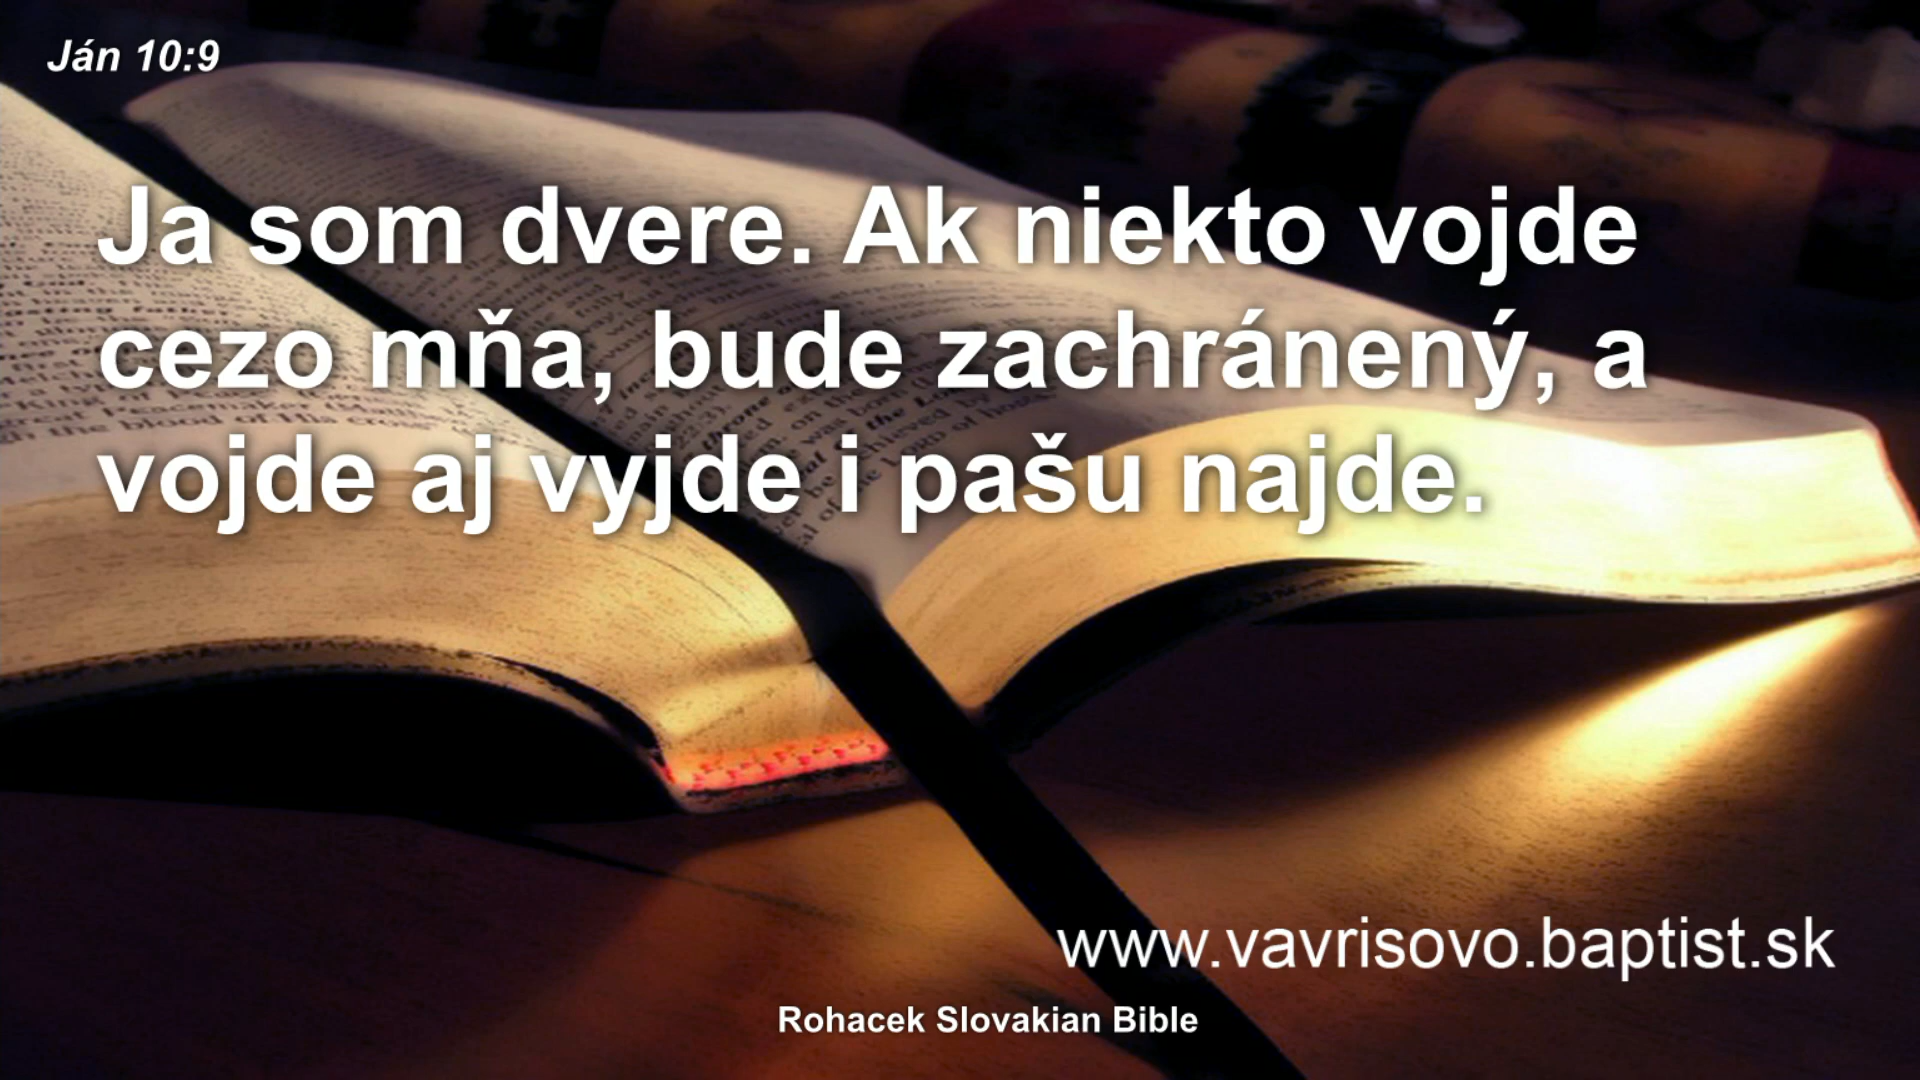 Ján 10:9
Ja som dvere. Ak niekto vojde
cezo mňa, bude zachránený, a
vojde aj vyjde i pašu najde.
www.vavrisovo.baptist.sk
Rohacek Slovakian Bible